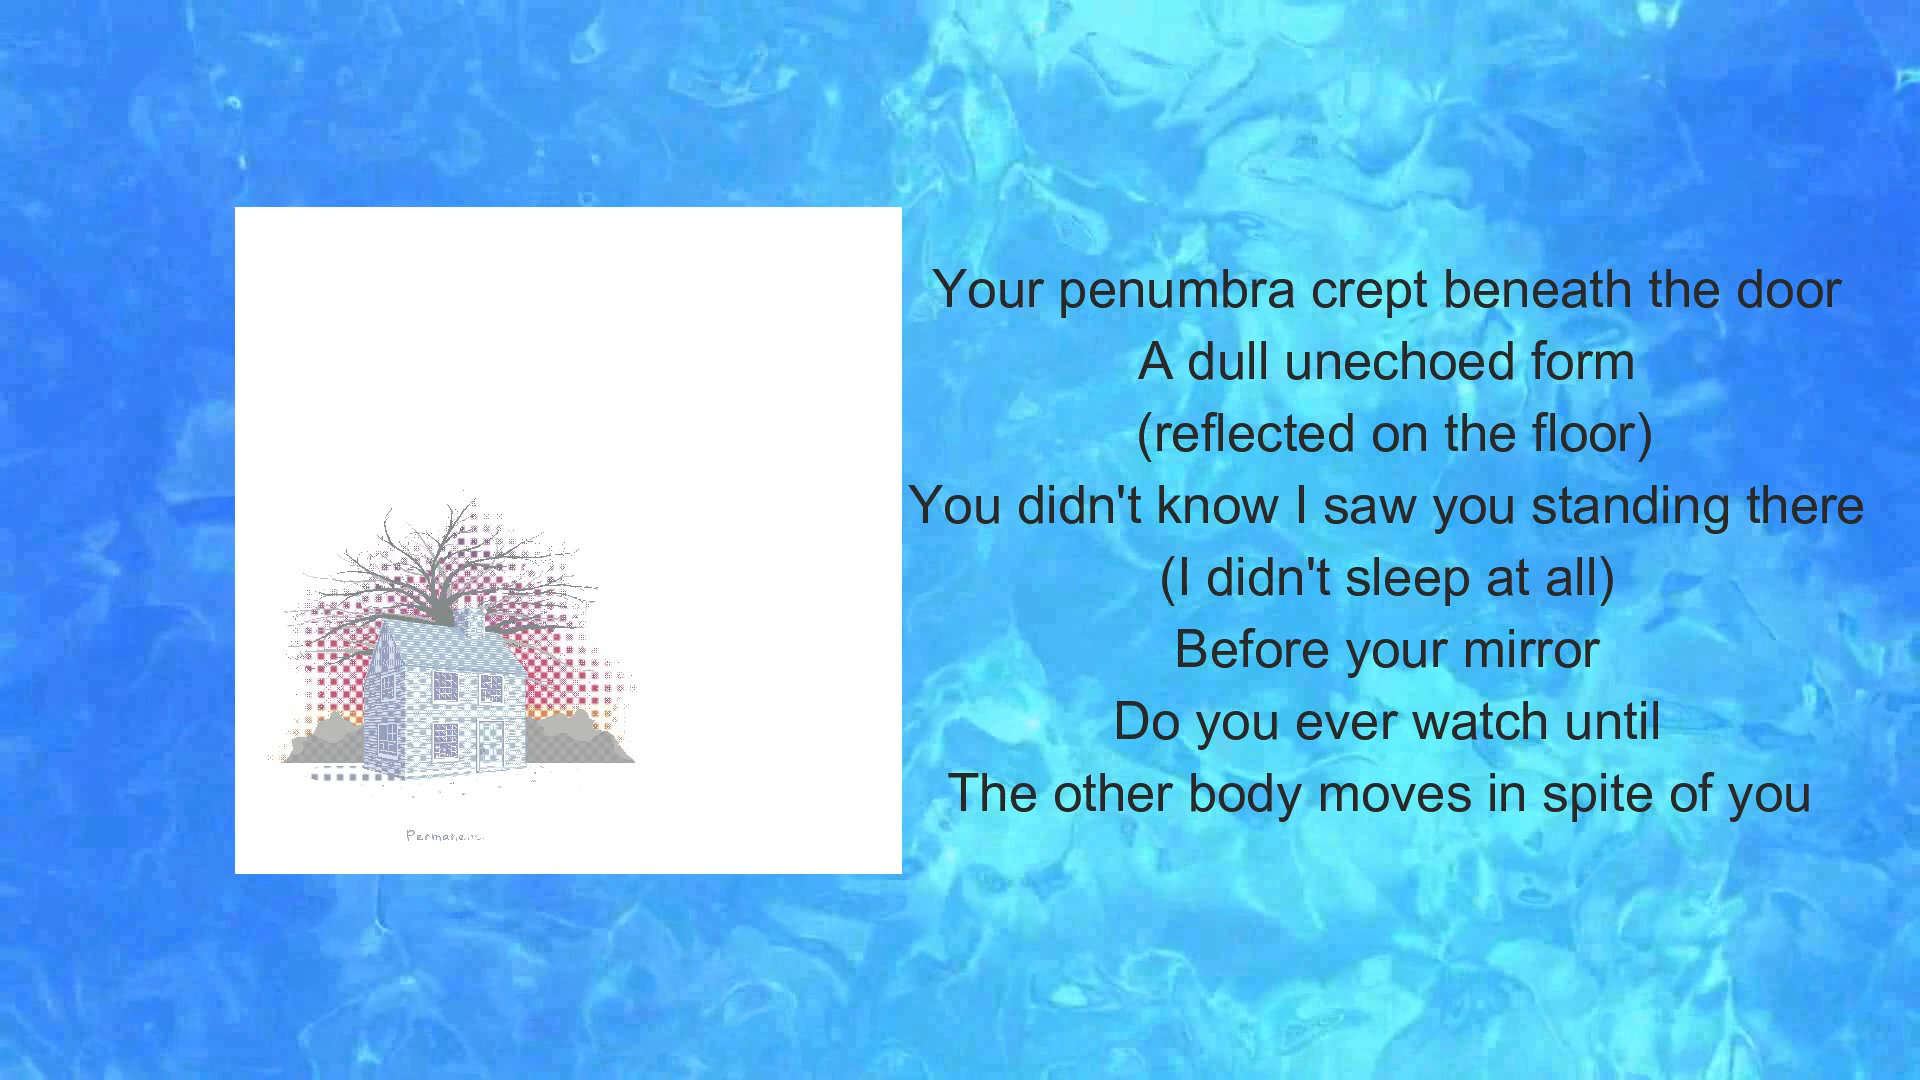 Your penumbra crept beneath the door
A dull unechoed form
(reflected on the floor)
You didn't know I saw you standing there
(I didn't sleep at all)
Before your mirror
Do you ever watch until
The other body moves in spite of you